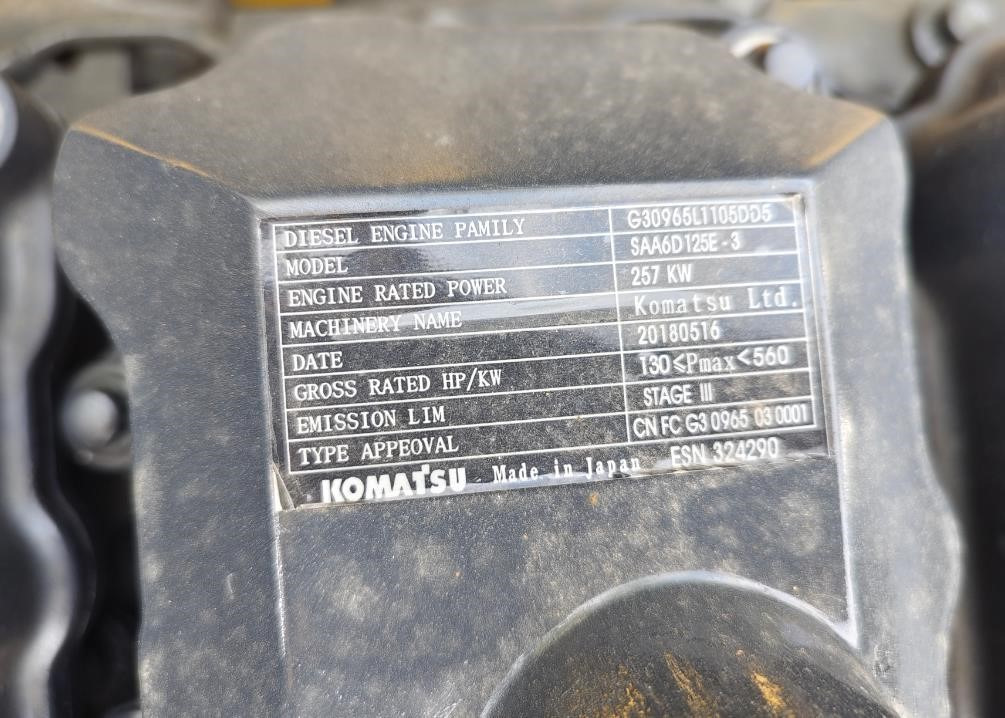 DIESEL ENGINE PAMILY G30965L1105DD5
MODEL SAA6D125E-3
ENGINE RATED POWER 257 KW
MACHINERY NAME Komatsu Ltd.
DATE 20180516
GROSS RATED HP/KW 130≤Pmax<560
EMISSION LIM STAGE III
TYPE APPEOVAL CN FC G3 0965 03 0001
KOMATSU Made in Japan ESN 324290